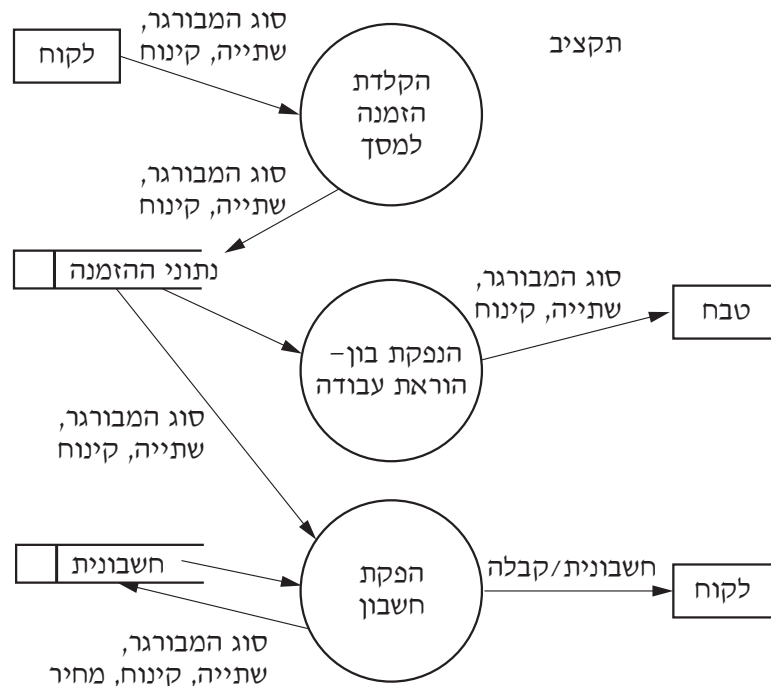 סוג המבורגר,
שתייה, קינוח
תקציב
לקוח
הקלדת
הזמנה
למסך
סוג המבורגר,
שתייה, קינוח
נתוני ההזמנה
סוג המבורגר,
שתייה, קינוח
טבח
הנפקת בון–
הוראת עבודה
סוג המבורגר,
שתייה, קינוח
חשבונית
הפקת
חשבון
חשבונית/קבלה
לקוח
סוג המבורגר,
שתייה, קינוח, מחיר